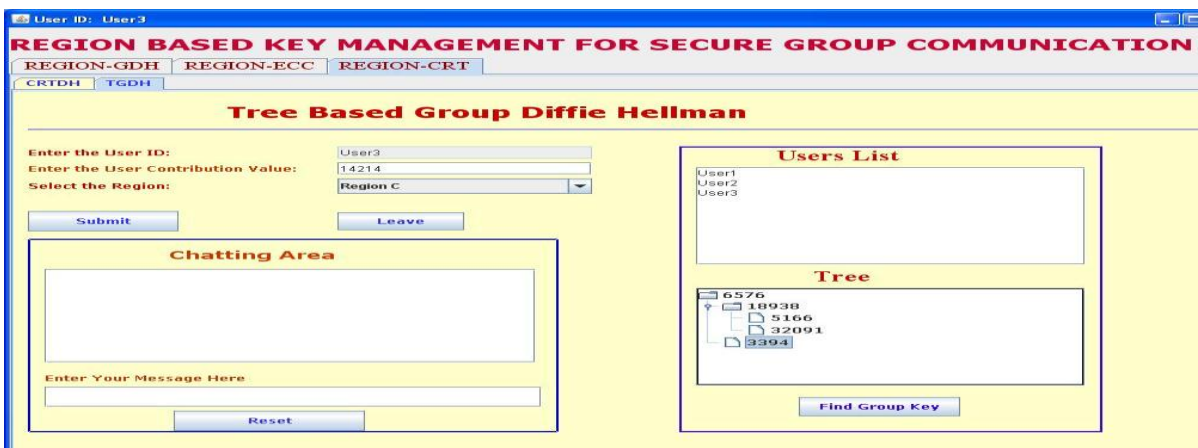 User ID: User3
REGION BASED KEY MANAGEMENT FOR SECURE GROUP COMMUNICATION
REGION-GDH REGION-ECC REGION-CRT
CRTDH TGDH
Tree Based Group Diffie Hellman
Enter the User ID: User3
Enter the User Contribution Value: 14214
Select the Region: Region C
Submit Leave
Chatting Area
Enter Your Message Here
Reset
Users List
User1
User2
User3
Tree
6576
18938
5166
32091
3394
Find Group Key